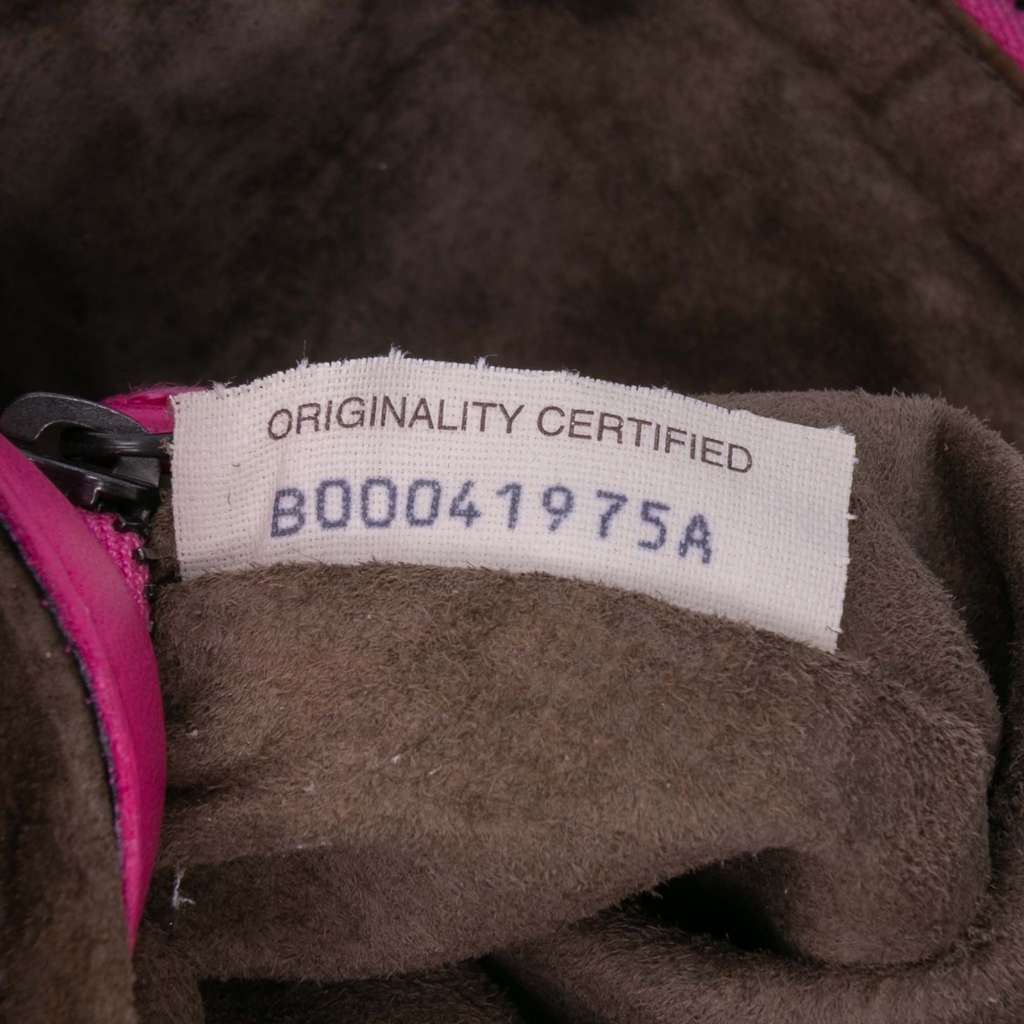 ORIGINALITY CERTIFIED
B00041975A